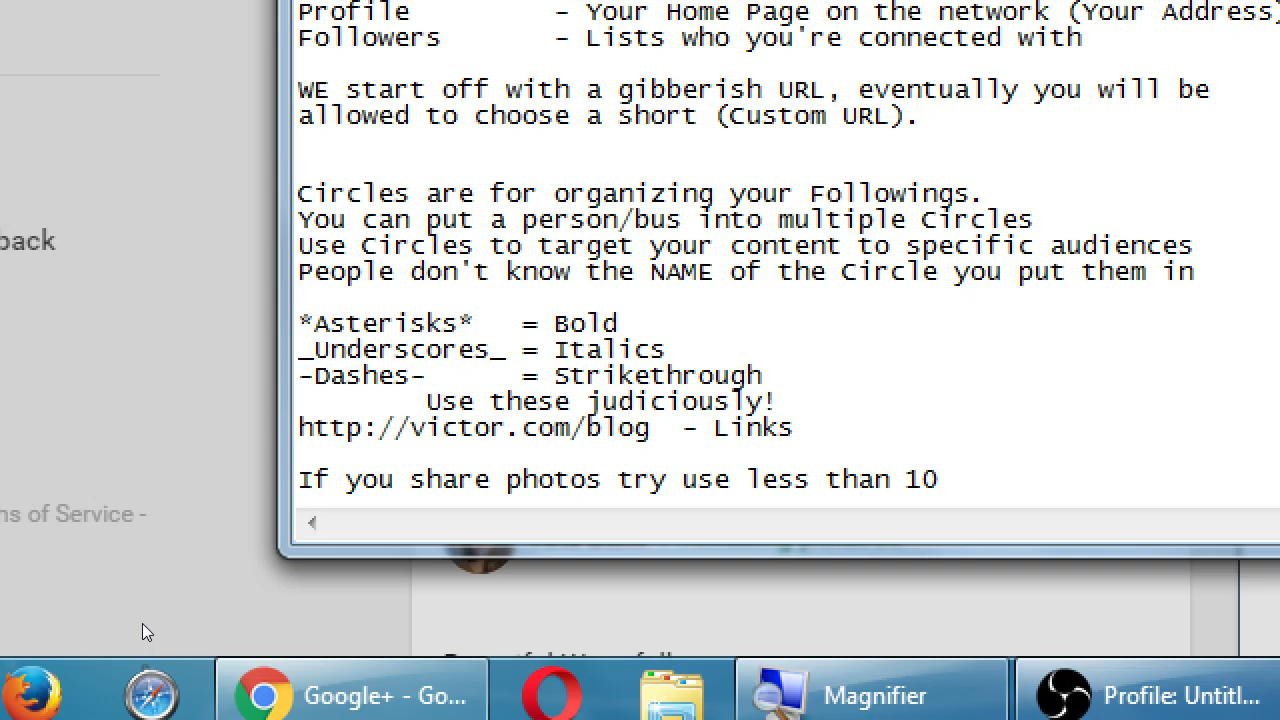 Profile - Your Home Page on the network (Your Address)
Followers - Lists who you're connected with
WE start off with a gibberish URL, eventually you will be
allowed to choose a short (Custom URL).
Circles are for organizing your Followings.
You can put a person/bus into multiple Circles
Use Circles to target your content to specific audiences
People don't know the NAME of the Circle you put them in
*Asterisks* = Bold
_Underscores_ = Italics
-Dashes- = Strikethrough
Use these judiciously!
http://victor.com/blog - Links
If you share photos try use less than 10
back
ns of Service -
Google+ - Go...
Magnifier
Profile: Untitl...